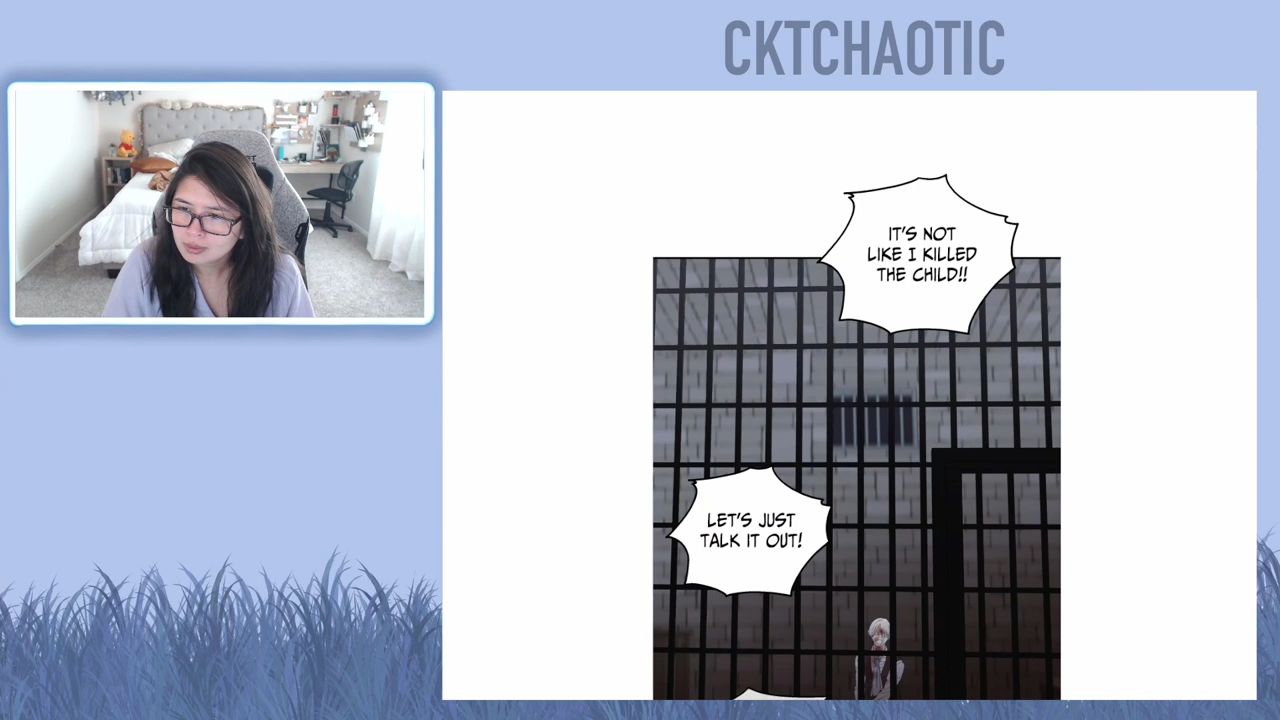 CKTCHAOTIC
IT'S NOT
LIKE I KILLED
THE CHILD!!
LET'S JUST
TALK IT OUT!